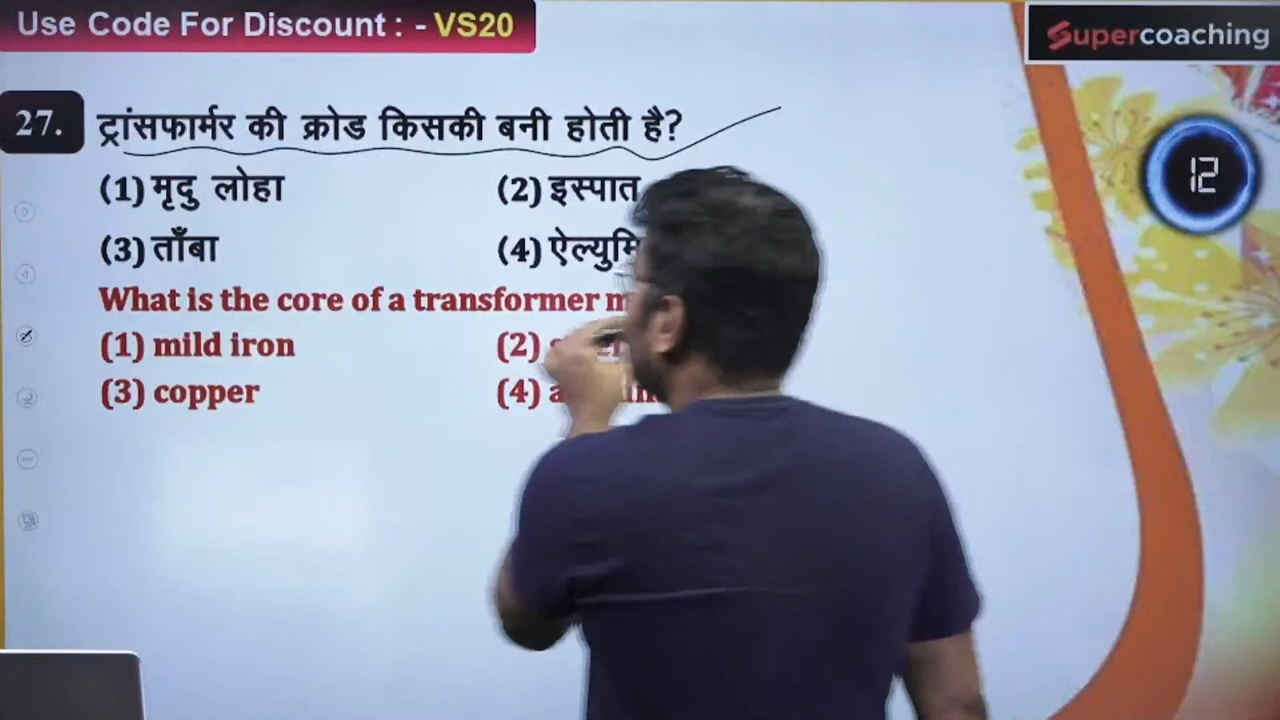 Use Code For Discount : - VS20
Supercoaching
12
27. ट्रांसफार्मर की क्रोड किसकी बनी होती है?
(1) मृदु लोहा (2) इस्पात
(3) ताँबा (4)
What is the core of a transformer
(1) mild iron (2)
(3) copper (4)